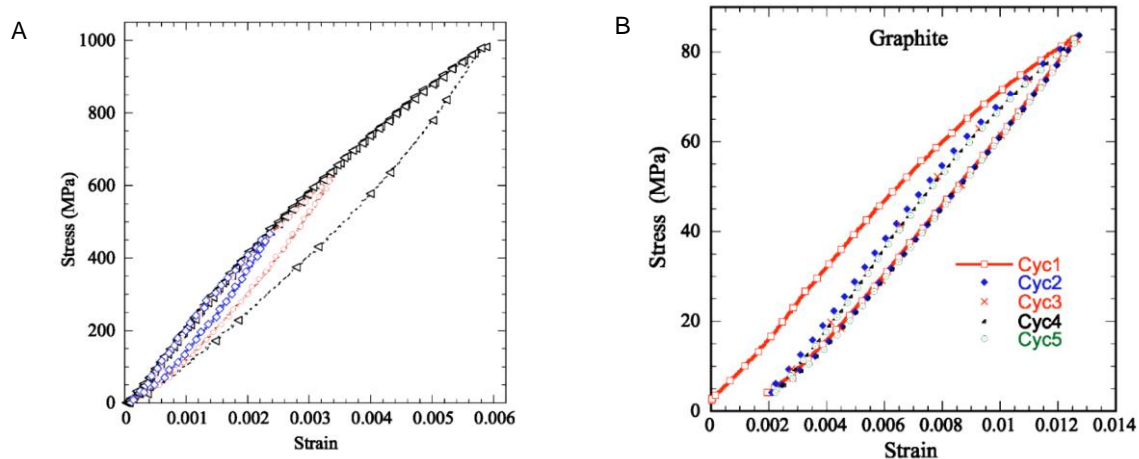 A
1000
800
600
400
200
0
0
0.001
0.002
0.003
0.004
0.005
0.006
Strain
Stress (MPa)
B
Graphite
80
60
40
20
0
0
0.002
0.004
0.006
0.008
0.01
0.012
0.014
Strain
Stress (MPa)
Cyc1
Cyc2
Cyc3
Cyc4
Cyc5